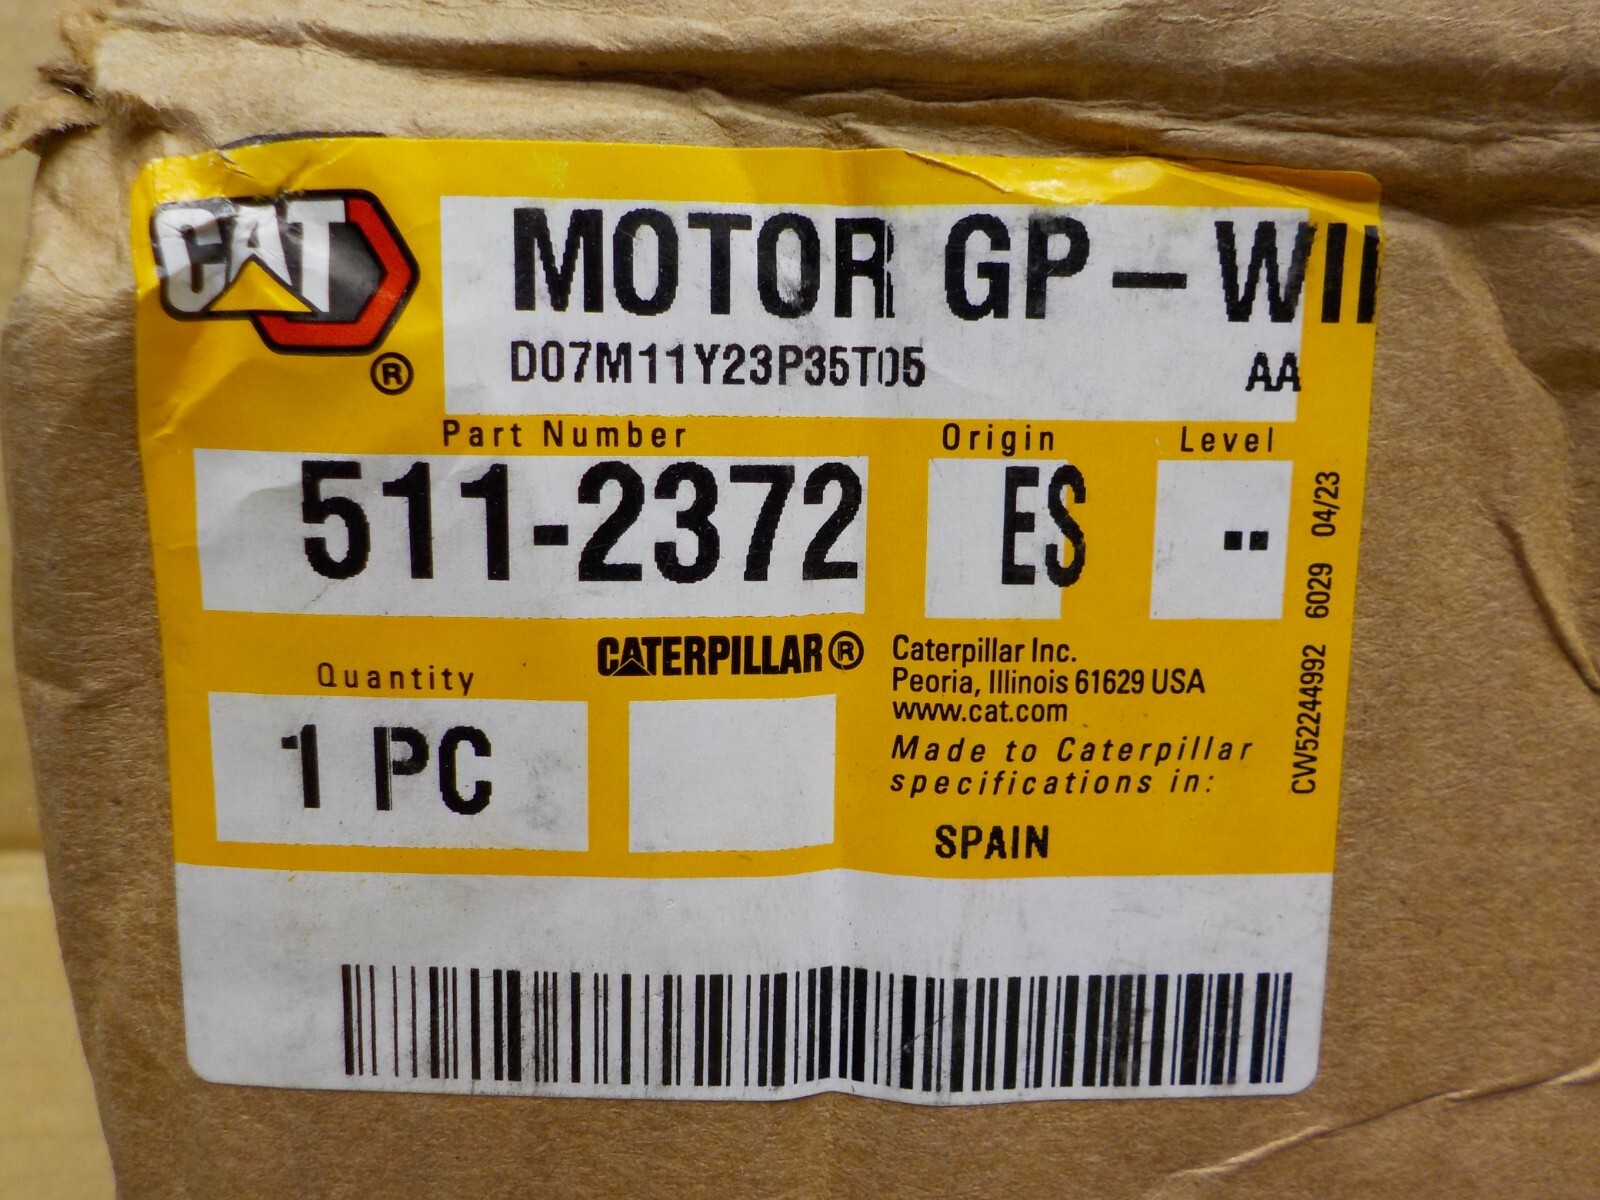 CAT
®
MOTOR GP-WI
D07M11Y23P35T05 AA
Part Number Origin Level
511-2372 ES --
CATERPILLAR®
Quantity
1 PC
Caterpillar Inc.
Peoria, Illinois 61629 USA
www.cat.com
Made to Caterpillar
specifications in:
SPAIN
CW52244992 6029 04/23